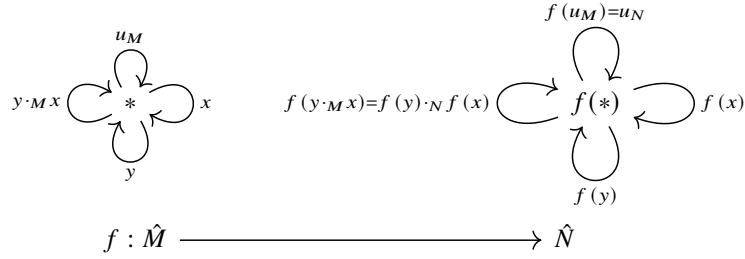 u_M
f(u_M)=u_N
y·_M x
*
x
f(y·_M x)=f(y)·_N f(x)
f(*)
f(x)
y
f(y)
f : M̂ ⟶ N̂